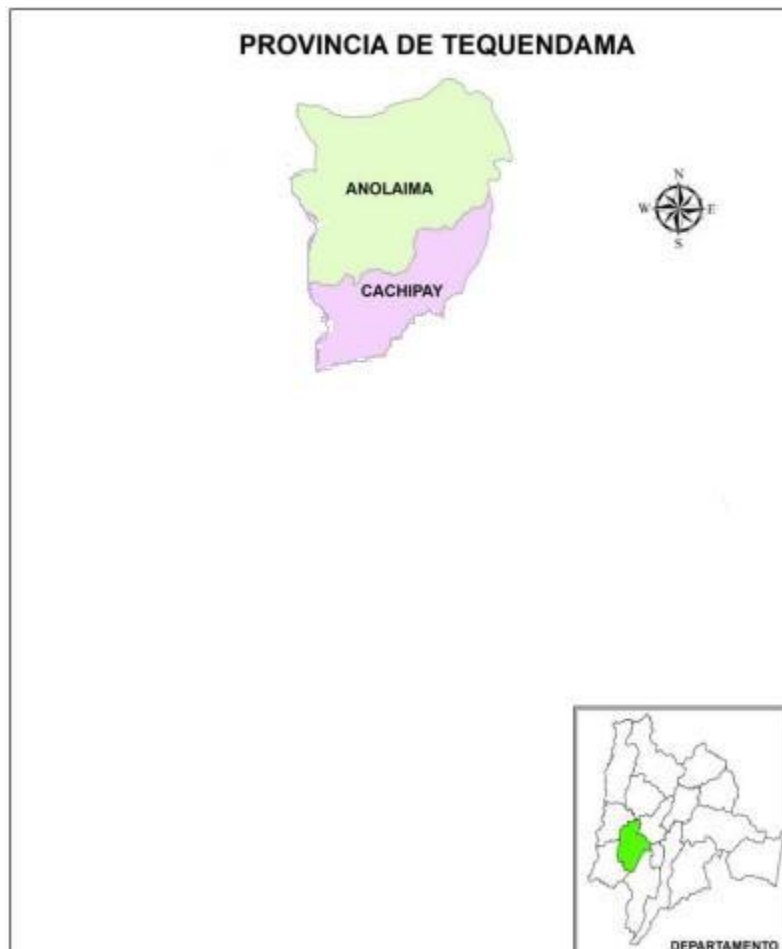 PROVINCIA DE TEQUENDAMA
ANOLAIMA
N
W
E
S
CACHIPAY
DEPARTAMENTO